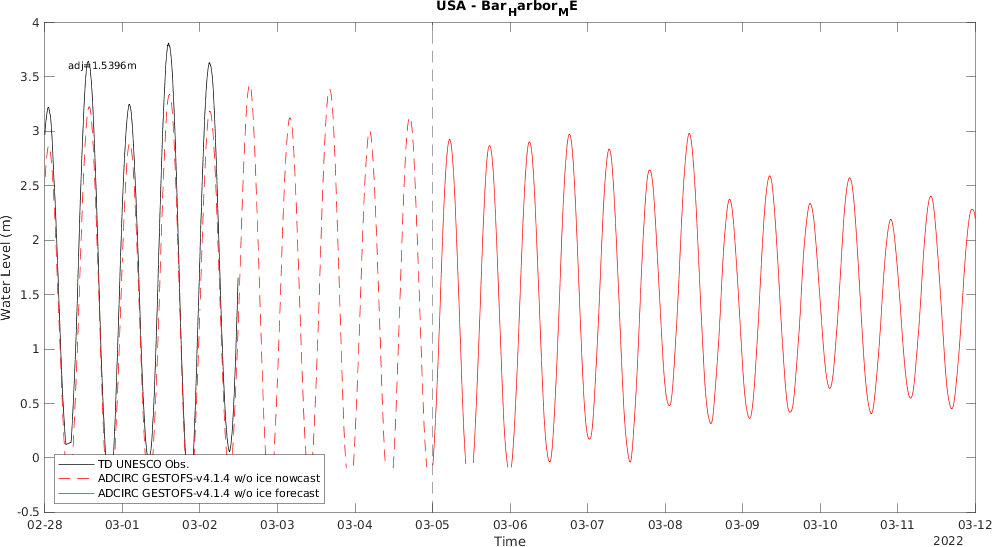 USA - Bar_Harbor_ME
adj=1.5396m
4
3.5
3
2.5
2
1.5
1
0.5
0
-0.5
Water Level (m)
TD UNESCO Obs.
ADCIRC GESTOFS-v4.1.4 w/o ice nowcast
ADCIRC GESTOFS-v4.1.4 w/o ice forecast
02-28 03-01 03-02 03-03 03-04 03-05 03-06 03-07 03-08 03-09 03-10 03-11 03-12
Time
2022